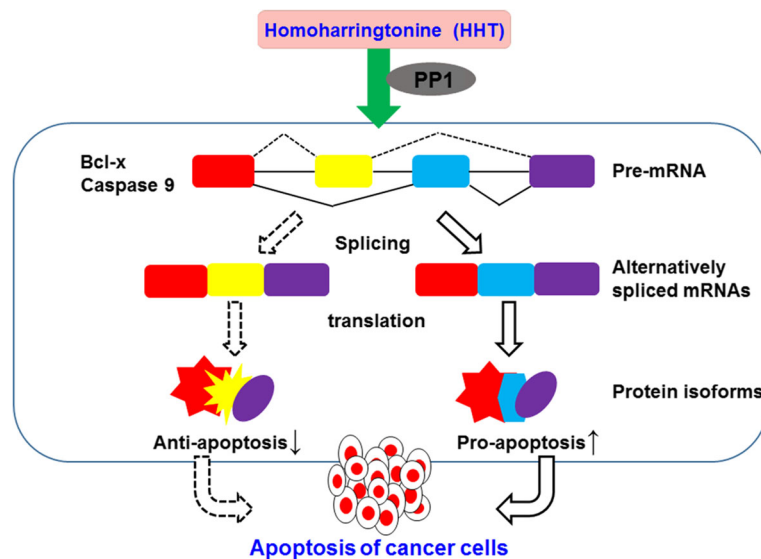 Homoharringtonine (HHT)
PP1
Bcl-x
Caspase 9
Pre-mRNA
Splicing
Alternatively
spliced mRNAs
translation
Protein isoforms
Anti-apoptosis↓
Pro-apoptosis↑
Apoptosis of cancer cells